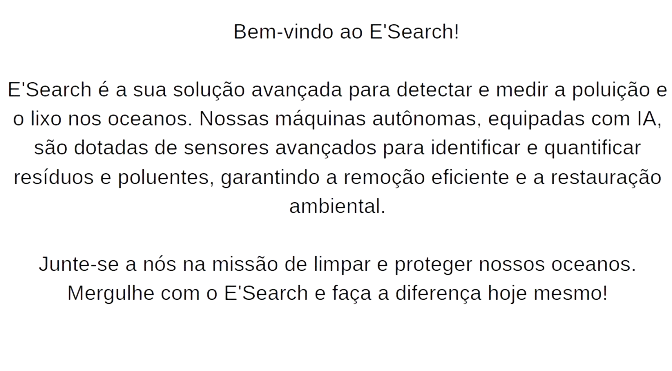 Bem-vindo ao E'Search!
E'Search é a sua solução avançada para detectar e medir a poluição e
o lixo nos oceanos. Nossas máquinas autônomas, equipadas com IA,
são dotadas de sensores avançados para identificar e quantificar
resíduos e poluentes, garantindo a remoção eficiente e a restauração
ambiental.
Junte-se a nós na missão de limpar e proteger nossos oceanos.
Mergulhe com o E'Search e faça a diferença hoje mesmo!